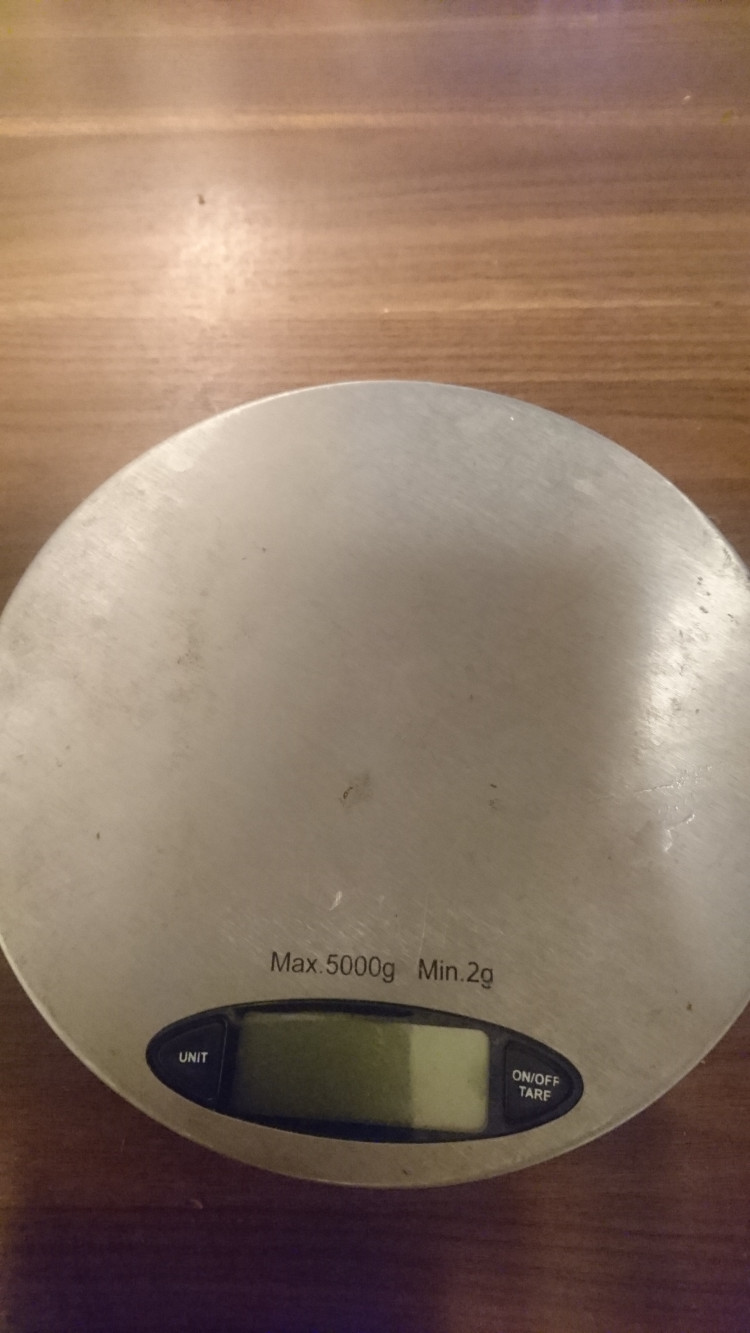 Max.5000g Min.2g
UNIT
ON/OFF
TARE